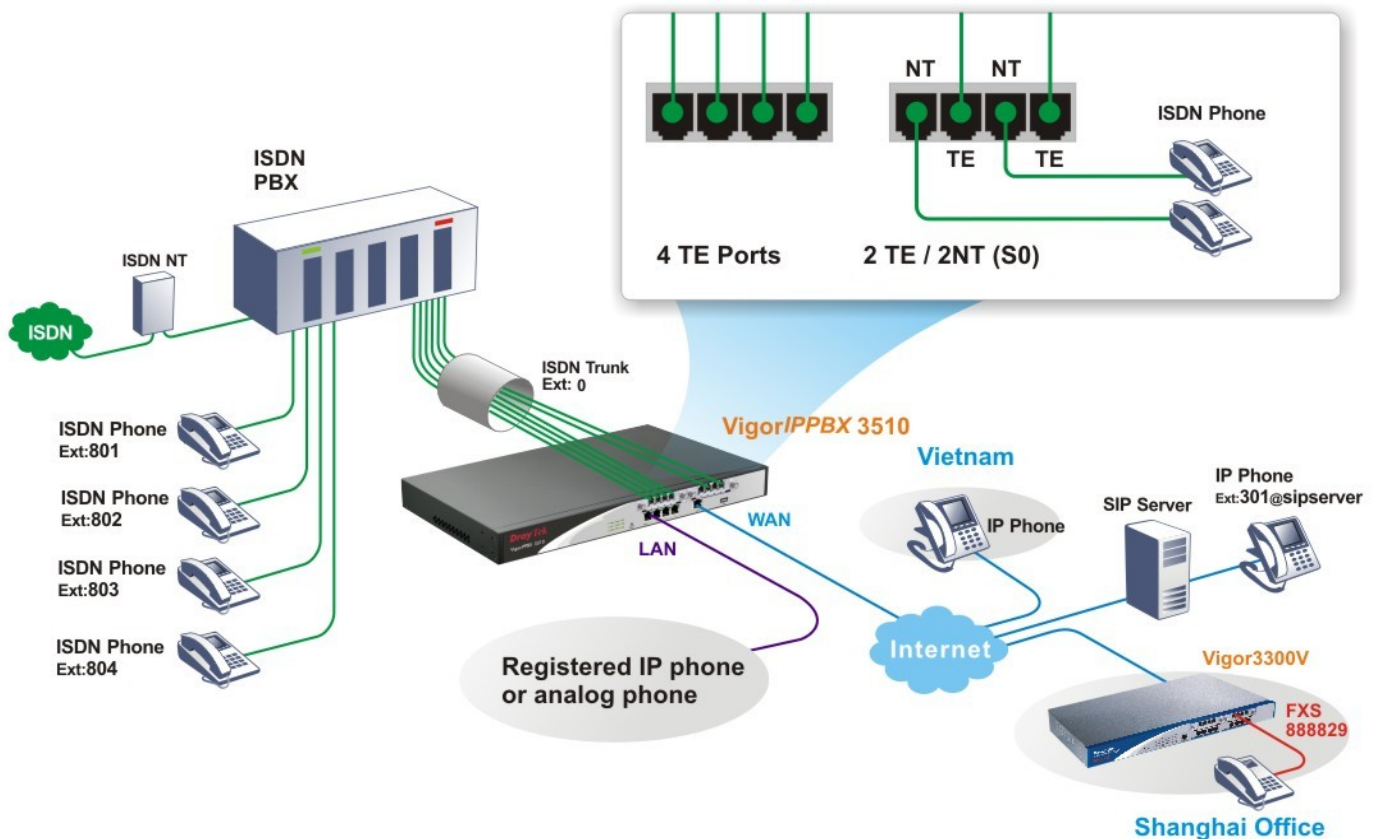 NT
NT
ISDN Phone
TE
TE
4 TE Ports
2 TE / 2NT (S0)
ISDN
PBX
ISDN NT
ISDN
ISDN Trunk
Ext: 0
ISDN Phone
Ext:801
ISDN Phone
Ext:802
ISDN Phone
Ext:803
ISDN Phone
Ext:804
VigorIPPBX 3510
DrayTek
WAN
LAN
Registered IP phone
or analog phone
Vietnam
IP Phone
SIP Server
IP Phone
Ext:301@sipserver
Internet
Vigor3300V
FXS
888829
Shanghai Office